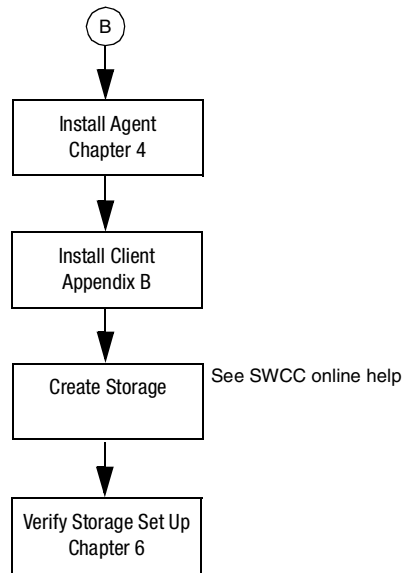 B
Install Agent
Chapter 4
Install Client
Appendix B
Create Storage
See SWCC online help
Verify Storage Set Up
Chapter 6